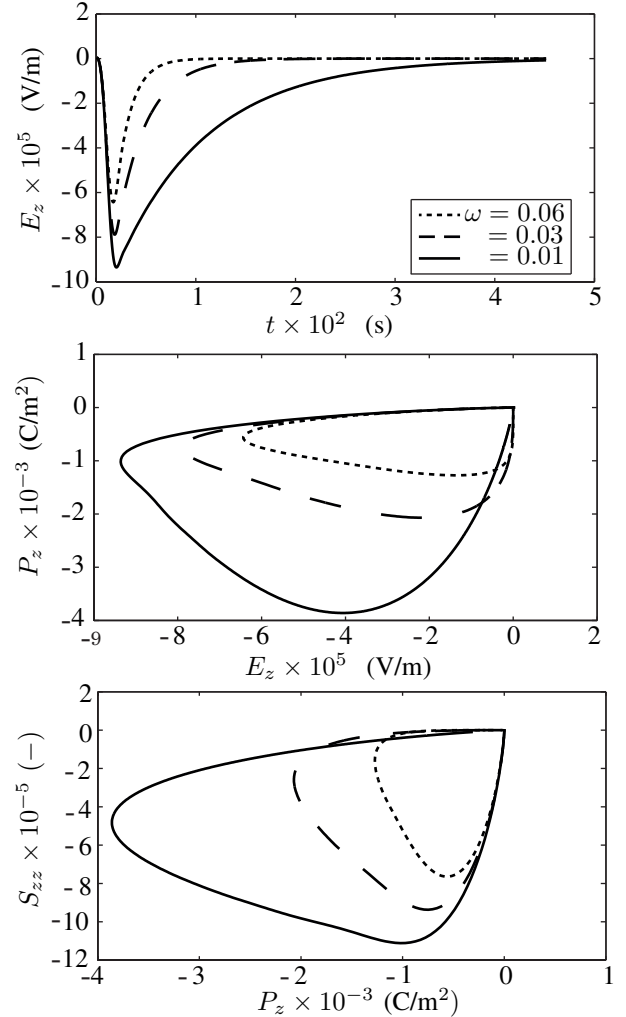 0
-2
-4
-6
-8
-10
0 1 2 3 4 5
E_z × 10^5 (V/m)
t × 10^2 (s)
ω = 0.06
= 0.03
= 0.01
1
0
-1
-2
-3
-4
-9 -8 -6 -4 -2 0 2
P_z × 10^-3 (C/m^2)
E_z × 10^5 (V/m)
2
0
-2
-4
-6
-8
-10
-12
-4 -3 -2 -1 0 1
S_zz × 10^-5 (−)
P_z × 10^-3 (C/m^2)